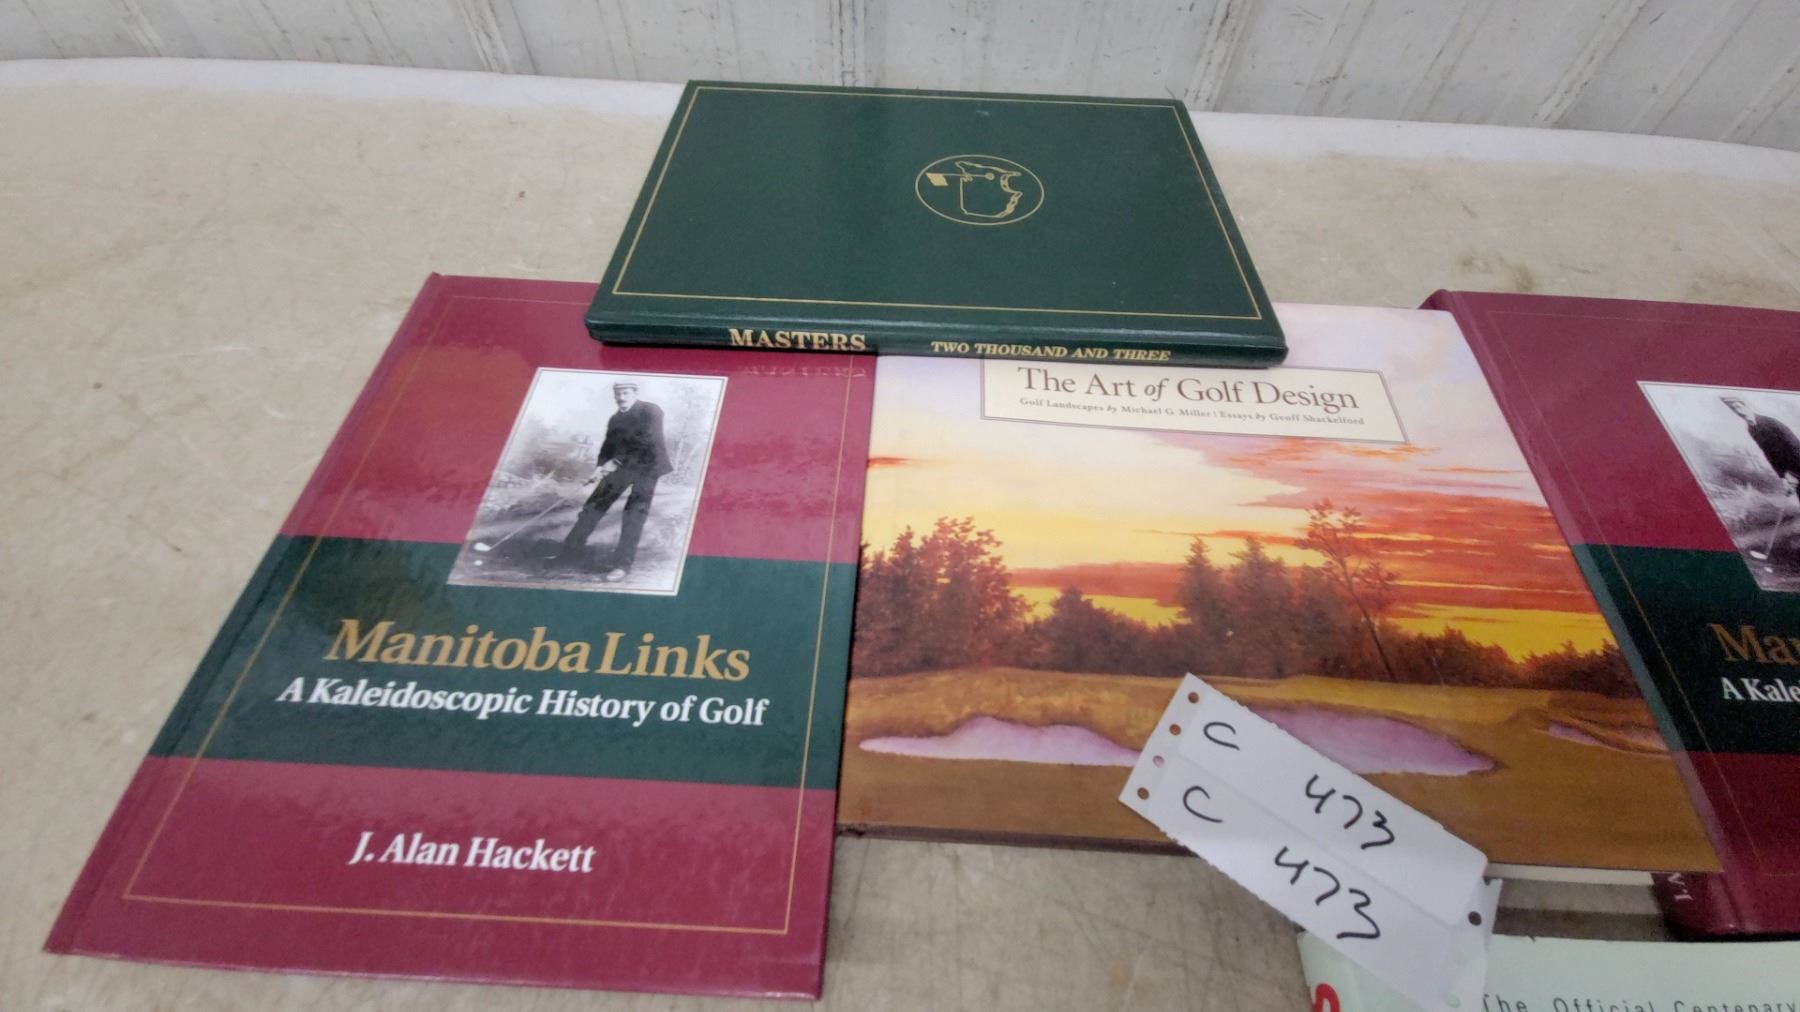 MASTERS TWO THOUSAND AND THREE
The Art of Golf Design
Golf Landscapes by Michael G. Miller | Essays by Geoff Shackelford
Manitoba Links
A Kaleidoscopic History of Golf
J. Alan Hackett
C 473
C 473
Ma
A Kale
The Official Centenary